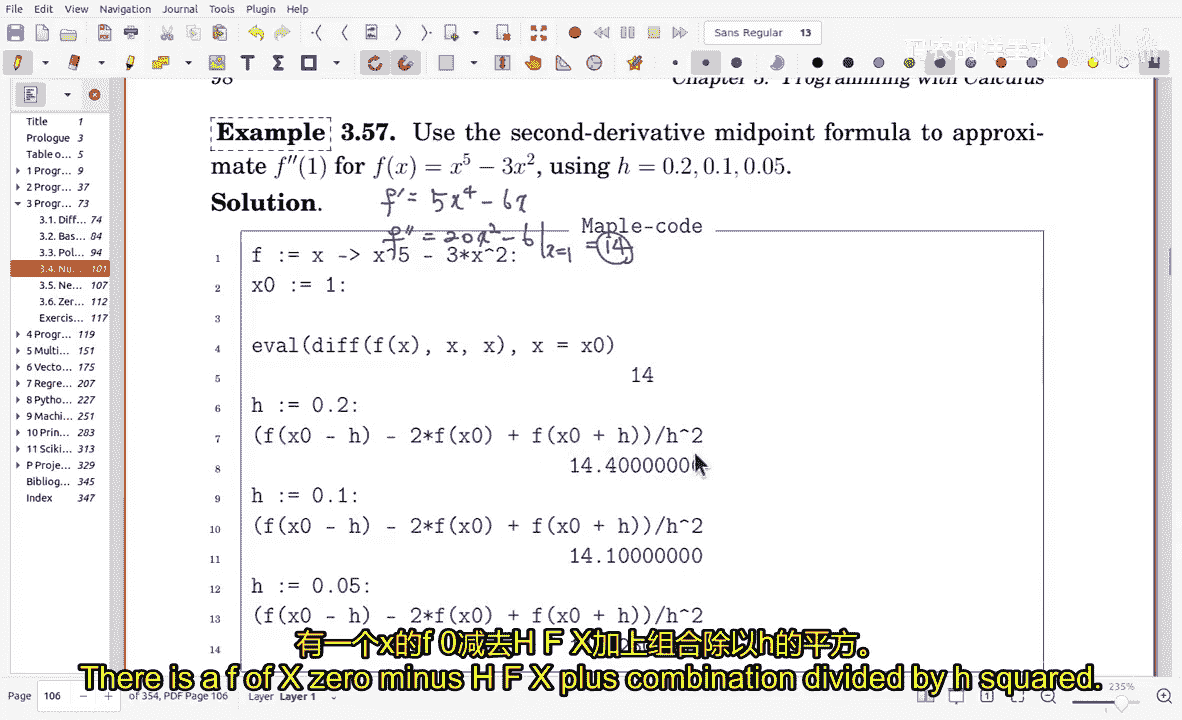 File Edit View Navigation Journal Tools Plugin Help
Sans Regular 13
Title 1
Prologue 3
Table o... 5
1 Progr... 9
2 Progr... 37
3 Progr... 73
3.1. Diff... 74
3.2. Bas... 84
3.3. Pol... 94
3.4. Nu... 101
3.5. Ne... 107
3.6. Zer... 112
Exercis... 117
4 Progr... 119
5 Multi... 151
6 Vecto... 175
7 Regre... 207
8 Pytho... 227
9 Machi... 251
10 Prin... 283
11 Sciki... 313
P Proje... 329
Bibliog... 345
Index 347
98 Chapter 3. Programming with Calculus
Example 3.57. Use the second-derivative midpoint formula to approxi-
mate f''(1) for f(x) = x^5 − 3x^2, using h = 0.2, 0.1, 0.05.
Solution.
f' = 5x^4 - 6x
f'' = 20x^2 - 6 |x=1 = 14
Maple-code
1 f := x -> x^5 - 3*x^2:
2 x0 := 1:
3
4 eval(diff(f(x), x, x), x = x0)
5 14
6 h := 0.2:
7 (f(x0 - h) - 2*f(x0) + f(x0 + h))/h^2
8 14.4000000
9 h := 0.1:
10 (f(x0 - h) - 2*f(x0) + f(x0 + h))/h^2
11 14.10000000
12 h := 0.05:
13 (f(x0 - h) - 2*f(x0) + f(x0 + h))/h^2
14
有一个x的f 0减去H F X加上组合除以h的平方。
There is a f of X zero minus H F X plus combination divided by h squared.
Page 106 of 354, PDF Page 106 Layer Layer 1 235%